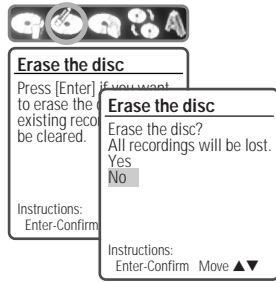 Erase the disc
Press [Enter] if you want
to erase the
existing
be cleared.
Instructions:
Enter-Confirm
Erase the disc
Erase the disc?
All recordings will be lost.
Yes
No
Instructions:
Enter-Confirm Move ▲▼